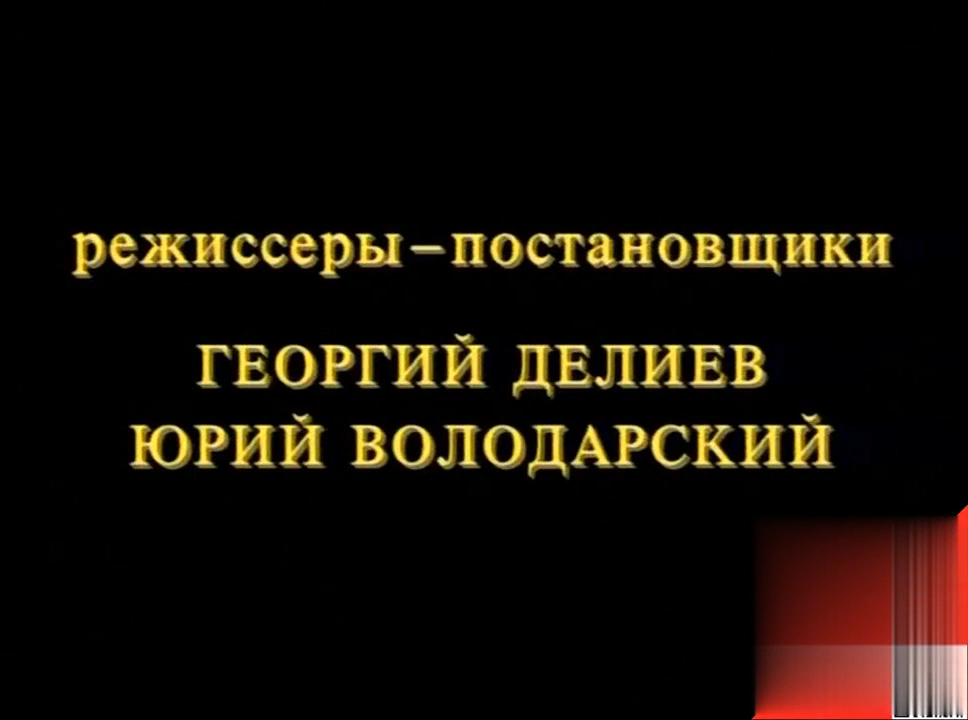 режиссеры–постановщики
ГЕОРГИЙ ДЕЛИЕВ
ЮРИЙ ВОЛОДАРСКИЙ